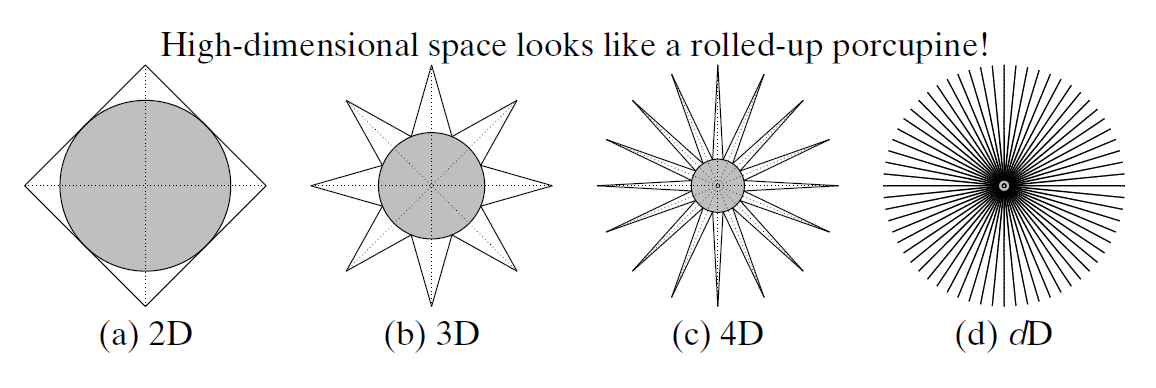 High-dimensional space looks like a rolled-up porcupine!
(a) 2D
(b) 3D
(c) 4D
(d) dD